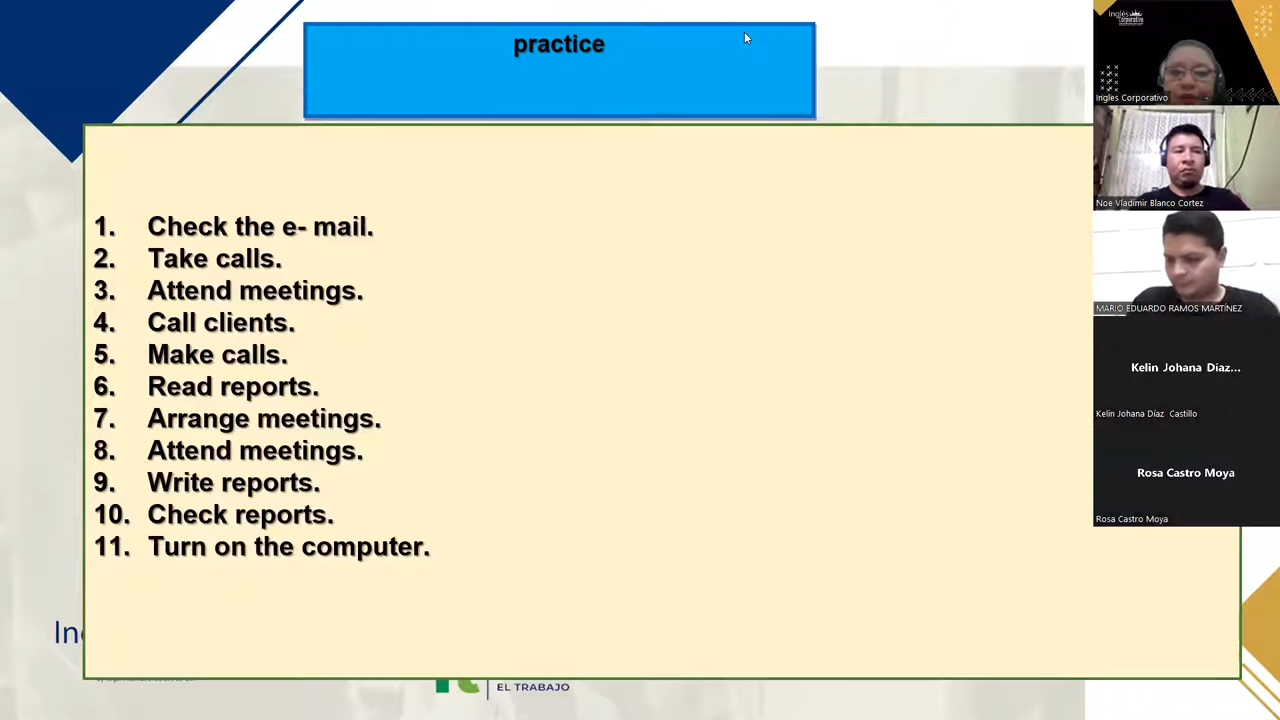 practice
1. Check the e- mail.
2. Take calls.
3. Attend meetings.
4. Call clients.
5. Make calls.
6. Read reports.
7. Arrange meetings.
8. Attend meetings.
9. Write reports.
10. Check reports.
11. Turn on the computer.
EL TRABAJO
Inglés
Corporativo
Ingles Corporativo
Noe Vladimir Blanco Cortez
MARIO EDUARDO RAMOS MARTÍNEZ
Kelin Johana Díaz...
Kelin Johana Díaz Castillo
Rosa Castro Moya
Rosa Castro Moya